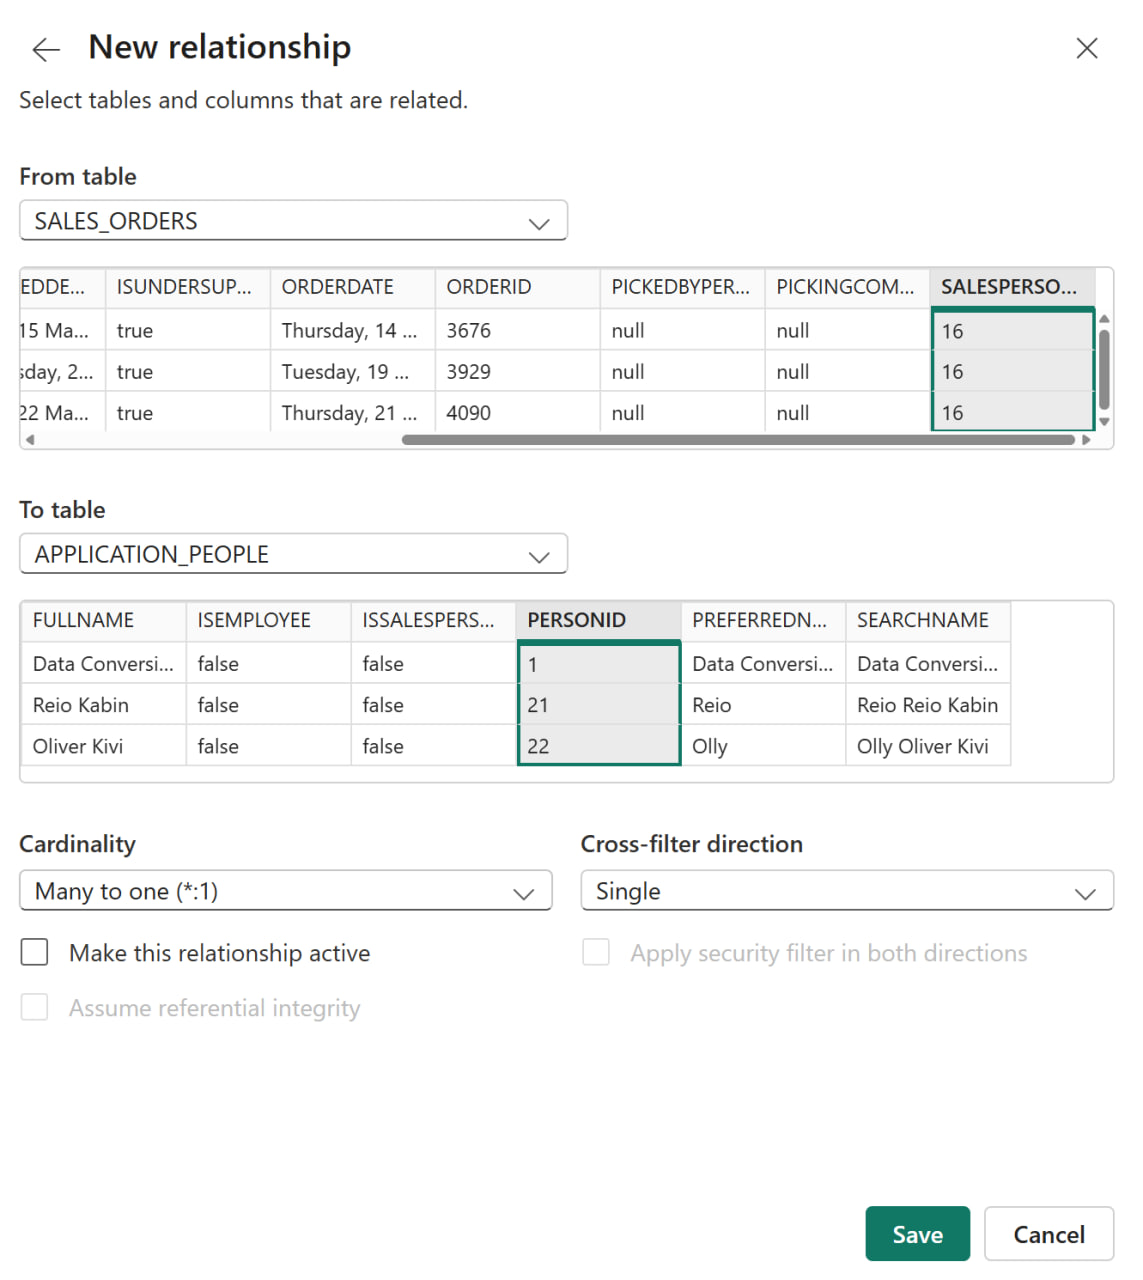 New relationship
Select tables and columns that are related.
From table
SALES_ORDERS
EDDE... ISUNDERSUP... ORDERDATE ORDERID PICKEDBYPER... PICKINGCOM... SALESPERSO...
15 Ma... true Thursday, 14 ... 3676 null null 16
sday, 2... true Tuesday, 19 ... 3929 null null 16
22 Ma... true Thursday, 21 ... 4090 null null 16
To table
APPLICATION_PEOPLE
FULLNAME ISEMPLOYEE ISSALESPERS... PERSONID PREFERREDN... SEARCHNAME
Data Conversi... false false 1 Data Conversi... Data Conversi...
Reio Kabin false false 21 Reio Reio Reio Kabin
Oliver Kivi false false 22 Olly Olly Oliver Kivi
Cardinality Cross-filter direction
Many to one (*:1) Single
Make this relationship active Apply security filter in both directions
Assume referential integrity
Save Cancel